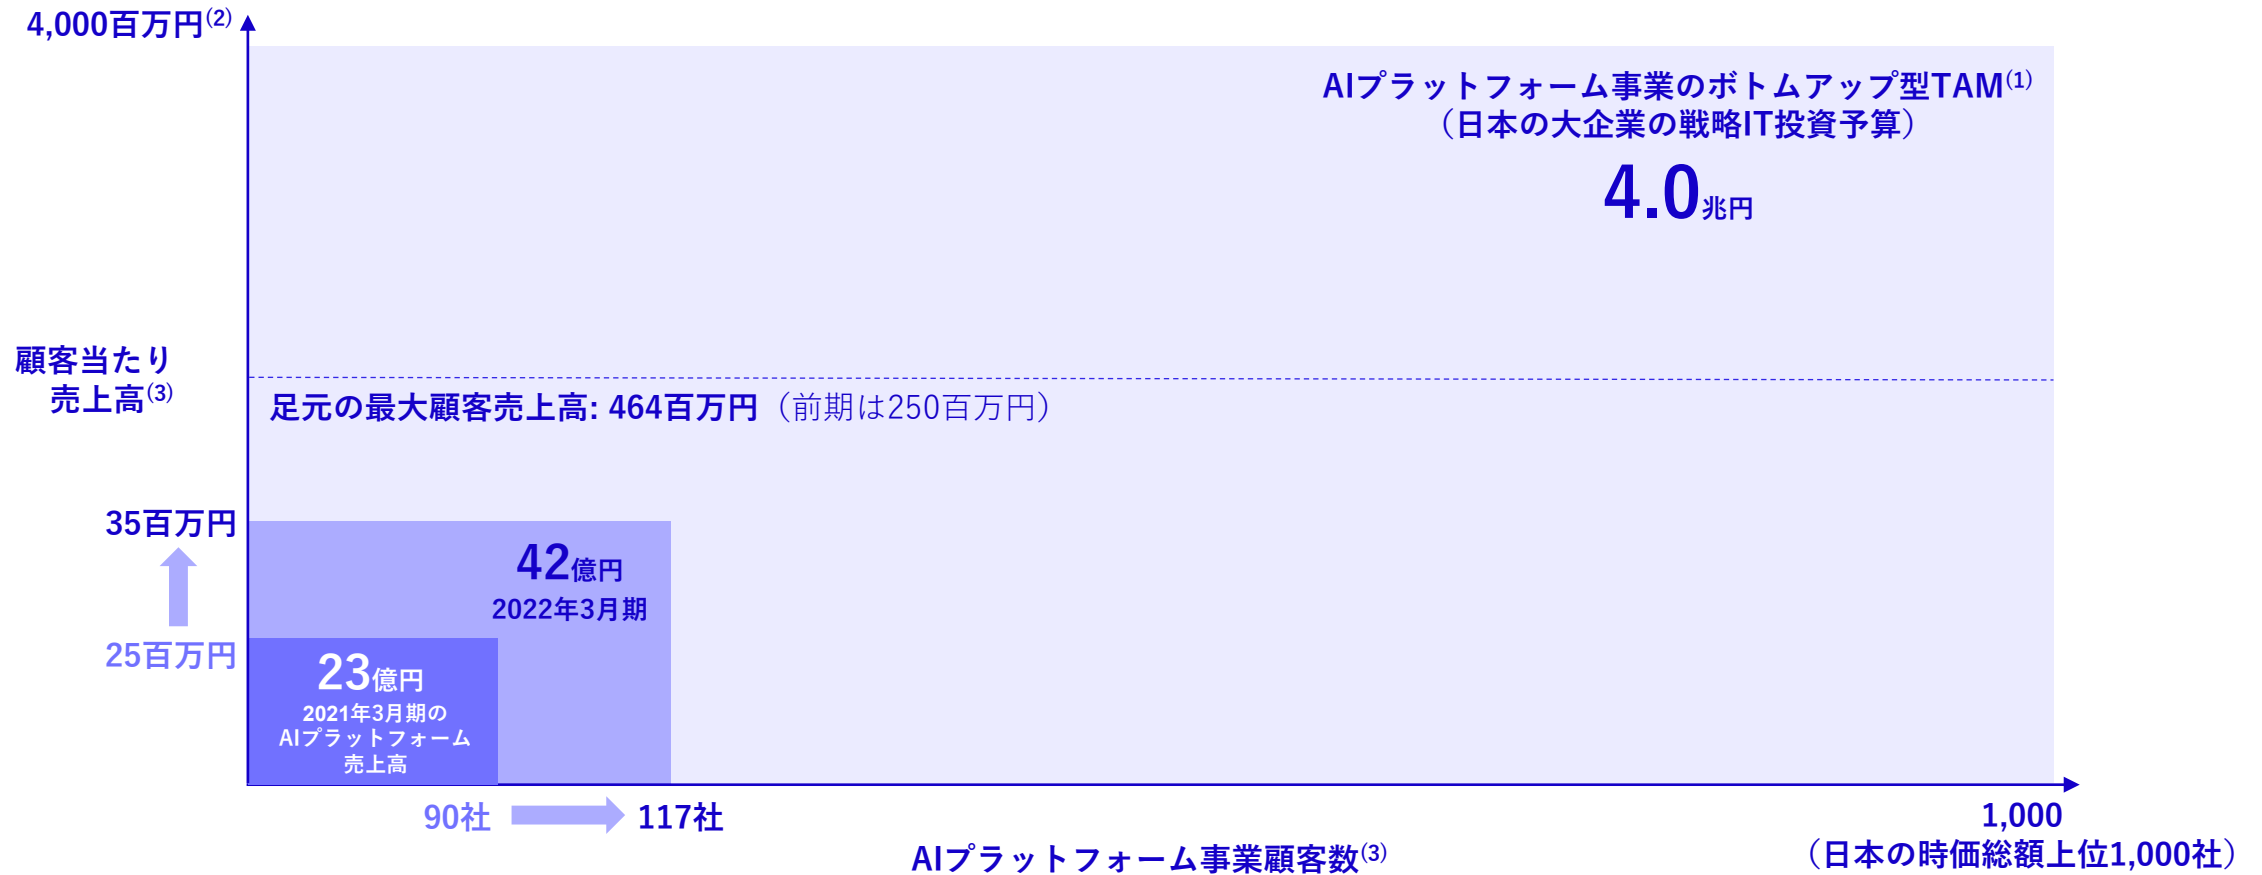 4,000百万円(2)
AIプラットフォーム事業のボトムアップ型TAM(1)
（日本の大企業の戦略IT投資予算）
4.0兆円
顧客当たり
売上高(3)
足元の最大顧客売上高: 464百万円（前期は250百万円）
35百万円
42億円
2022年3月期
25百万円
23億円
2021年3月期の
AIプラットフォーム
売上高
90社
117社
1,000
（日本の時価総額上位1,000社）
AIプラットフォーム事業顧客数(3)